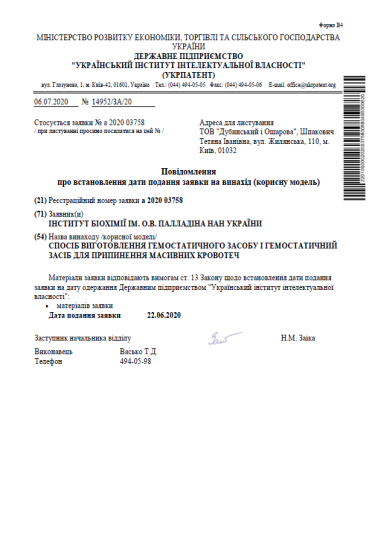 Форма В4
МІНІСТЕРСТВО РОЗВИТКУ ЕКОНОМІКИ, ТОРГІВЛІ ТА СІЛЬСЬКОГО ГОСПОДАРСТВА
УКРАЇНИ
ДЕРЖАВНЕ ПІДПРИЄМСТВО
"УКРАЇНСЬКИЙ ІНСТИТУТ ІНТЕЛЕКТУАЛЬНОЇ ВЛАСНОСТІ"
(УКРПАТЕНТ)
вул. Глазунова, 1, м. Київ-42, 01601, Україна Тел.: (044) 494-05-05 Факс: (044) 494-05-06 E-mail: office@ukrpatent.org
06.07.2020 № 14952/ЗА/20
Стосується заявки № a 2020 03758
/ при листуванні просимо посилатися на цей № /
Адреса для листування
ТОВ "Дубинський і Ошарова", Шпакович
Тетяна Іванівна, вул. Жилянська, 110, м.
Київ, 01032
Повідомлення
про встановлення дати подання заявки на винахід (корисну модель)
(21) Реєстраційний номер заявки a 2020 03758
(71) Заявник(и)
ІНСТИТУТ БІОХІМІЇ ІМ. О.В. ПАЛЛАДІНА НАН УКРАЇНИ
(54) Назва винаходу /корисної моделі/
СПОСІБ ВИГОТОВЛЕННЯ ГЕМОСТАТИЧНОГО ЗАСОБУ І ГЕМОСТАТИЧНИЙ
ЗАСІБ ДЛЯ ПРИПИНЕННЯ МАСИВНИХ КРОВОТЕЧ
Матеріали заявки відповідають вимогам ст. 13 Закону щодо встановлення дати подання
заявки на дату одержання Державним підприємством "Український інститут інтелектуальної
власності":
• матеріалів заявки
Дата подання заявки 22.06.2020
Заступник начальника відділу Н.М. Заіка
Виконавець Васько Т.Д.
Телефон 494-05-98